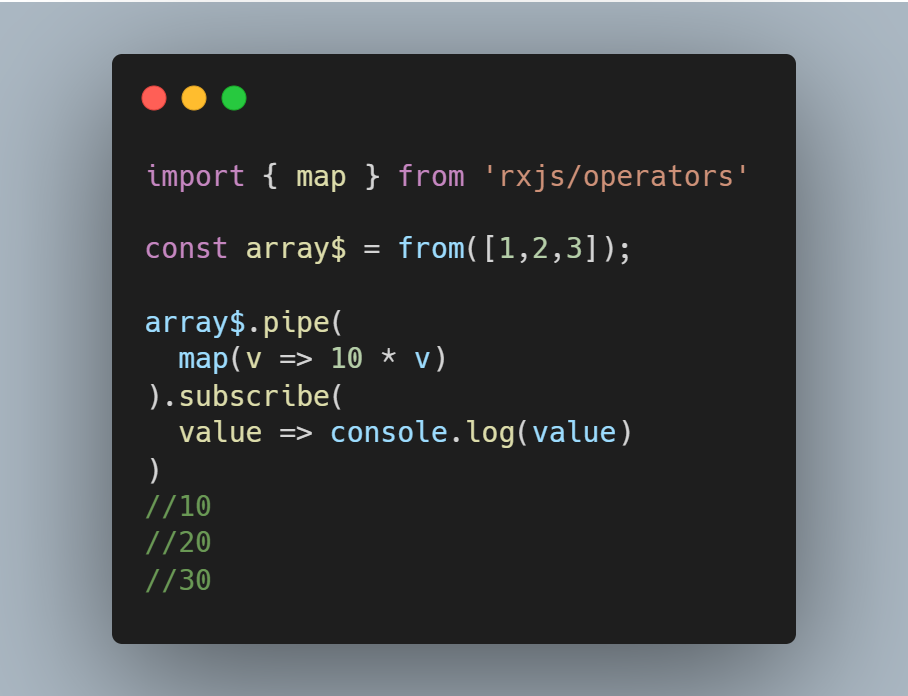 import { map } from 'rxjs/operators'
const array$ = from([1,2,3]);
array$.pipe(
  map(v => 10 * v)
).subscribe(
  value => console.log(value)
)
//10
//20
//30